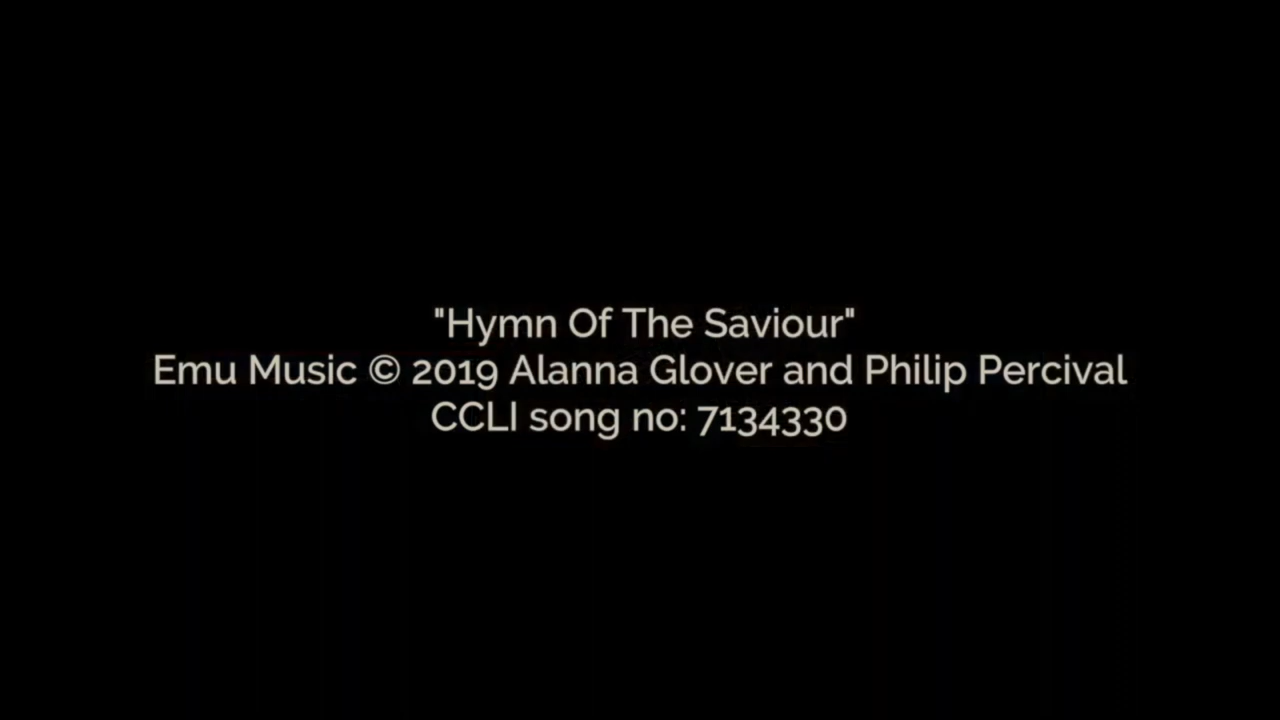 "Hymn Of The Saviour"
Emu Music © 2019 Alanna Glover and Philip Percival
CCLI song no: 7134330